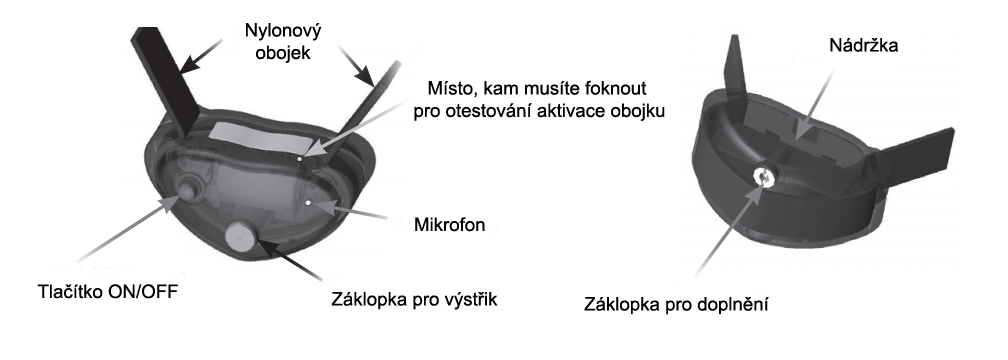 Nylonový
obojek
Místo, kam musíte foknout
pro otestování aktivace obojku
Mikrofon
Tlačítko ON/OFF
Záklopka pro výstřik
Nádržka
Záklopka pro doplnění